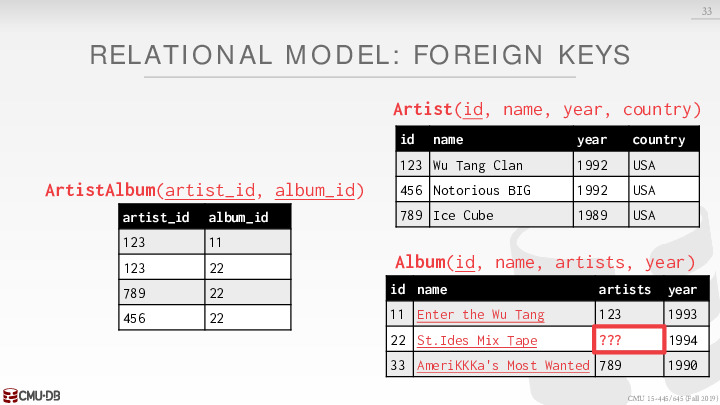 33
RELATIONAL MODEL: FOREIGN KEYS
Artist(id, name, year, country)
id name year country
123 Wu Tang Clan 1992 USA
456 Notorious BIG 1992 USA
789 Ice Cube 1989 USA
ArtistAlbum(artist_id, album_id)
artist_id album_id
123 11
123 22
789 22
456 22
Album(id, name, artists, year)
id name artists year
11 Enter the Wu Tang 123 1993
22 St.Ides Mix Tape ??? 1994
33 AmeriKKKa's Most Wanted 789 1990
CMU·DB
CMU 15-445/645 (Fall 2019)